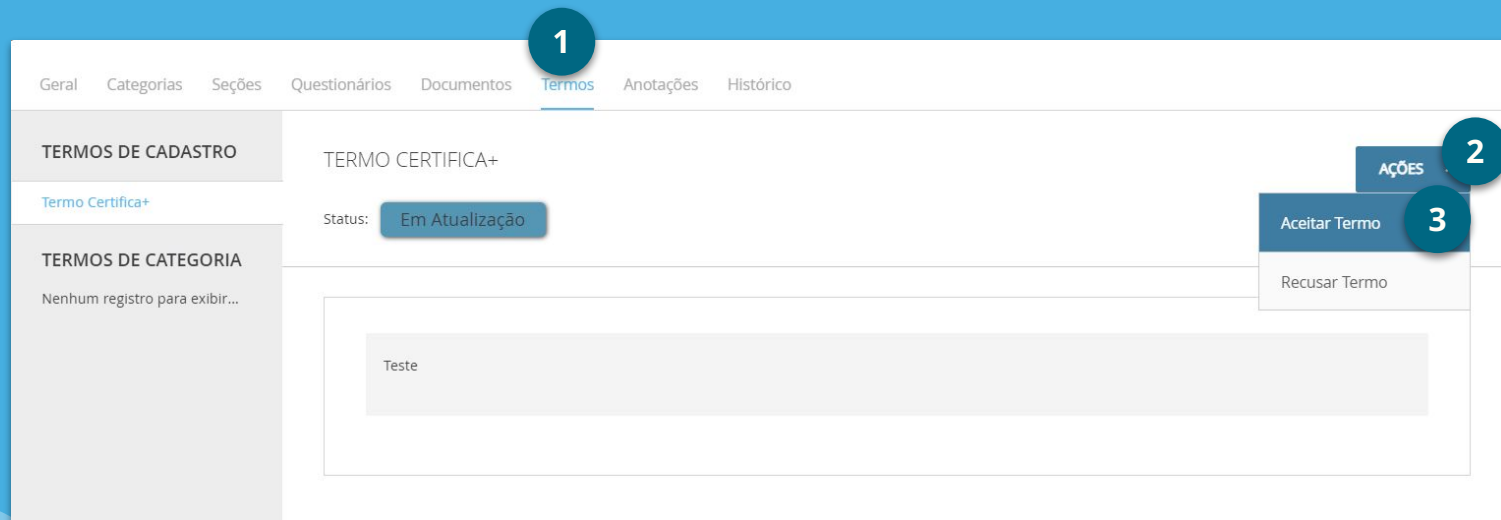 1
Geral Categorias Seções Questionários Documentos Termos Anotações Histórico
TERMOS DE CADASTRO
Termo Certifica+
TERMOS DE CATEGORIA
Nenhum registro para exibir...
TERMO CERTIFICA+
Status: Em Atualização
AÇÕES 2
Aceitar Termo 3
Recusar Termo
Teste